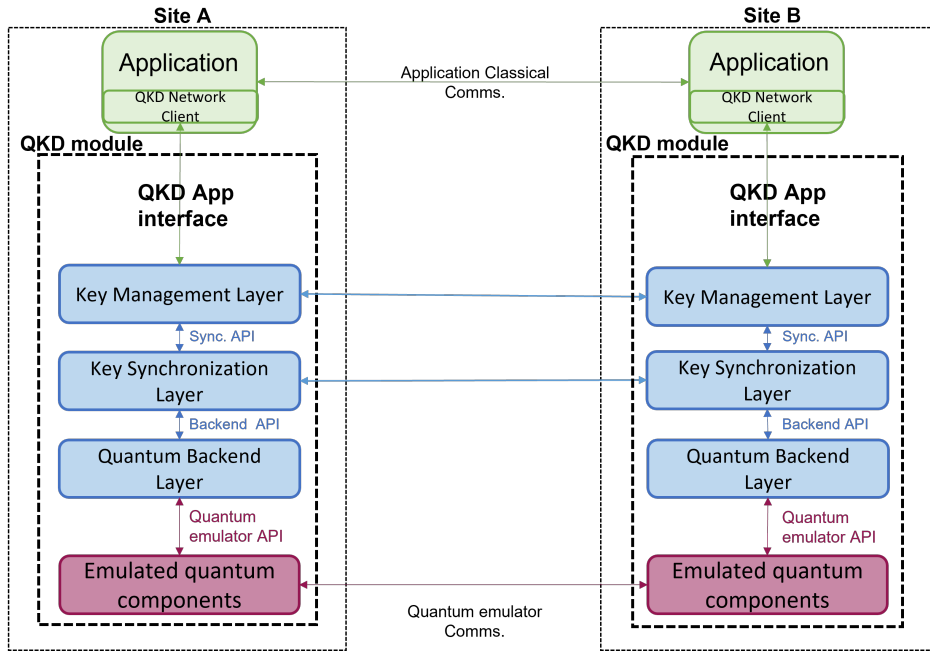 Site A
Application
QKD Network
Client
QKD module
QKD App
interface
Key Management Layer
Sync. API
Key Synchronization
Layer
Backend API
Quantum Backend
Layer
Quantum
emulator API
Emulated quantum
components
Application Classical
Comms.
Quantum emulator
Comms.
Site B
Application
QKD Network
Client
QKD module
QKD App
interface
Key Management Layer
Sync. API
Key Synchronization
Layer
Backend API
Quantum Backend
Layer
Quantum
emulator API
Emulated quantum
components